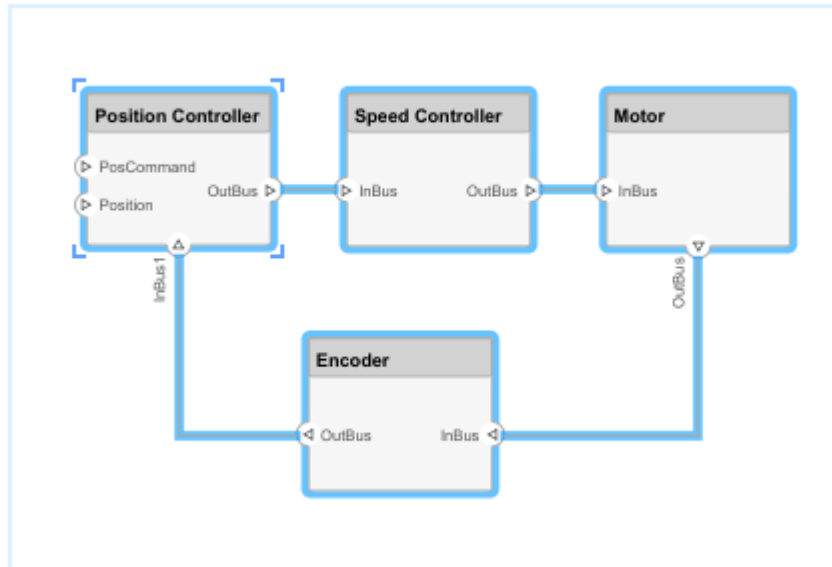 Position Controller
PosCommand
Position
OutBus
InBus1
Speed Controller
InBus
OutBus
Motor
InBus
OutBus
Encoder
OutBus
InBus